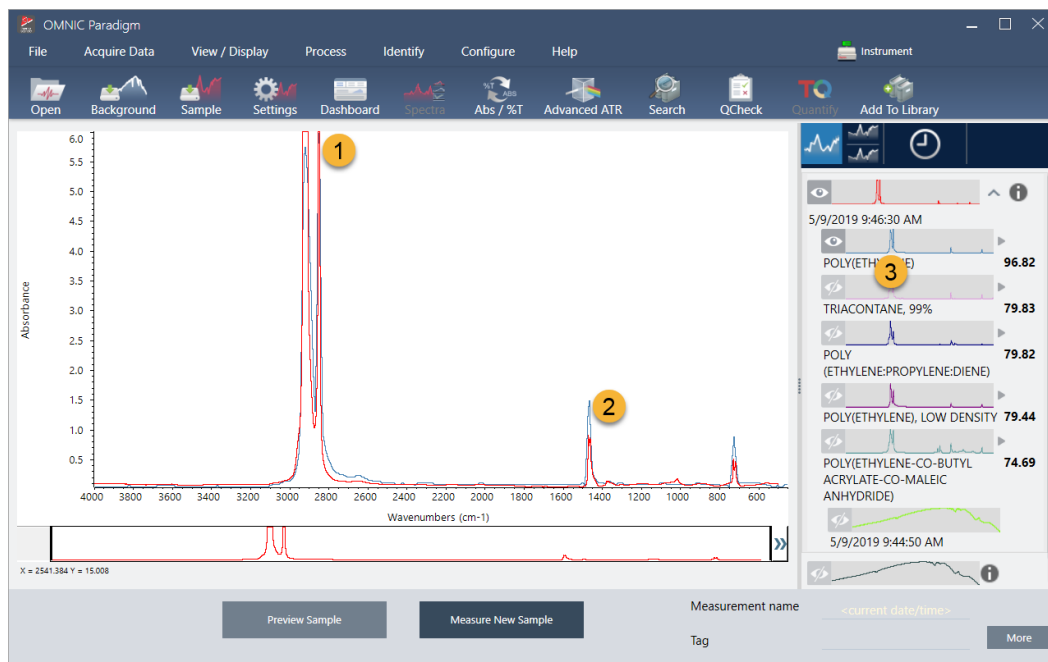 OMNIC Paradigm
File Acquire Data View / Display Process Identify Configure Help Instrument
%T ABS
Open Background Sample Settings Dashboard Spectra Abs / %T Advanced ATR Search QCheck Quantify Add To Library
TQ
6.0
5.5
5.0
4.5
4.0
3.5
3.0
2.5
2.0
1.5
1.0
0.5
Absorbance
1
2
4000 3800 3600 3400 3200 3000 2800 2600 2400 2200 2000 1800 1600 1400 1200 1000 800 600
Wavenumbers (cm-1)
X = 2541.384 Y = 15.008
5/9/2019 9:46:30 AM
POLY(ETHY NE) 96.82
3
TRIACONTANE, 99% 79.83
POLY 79.82
(ETHYLENE:PROPYLENE:DIENE)
POLY(ETHYLENE), LOW DENSITY 79.44
POLY(ETHYLENE-CO-BUTYL 74.69
ACRYLATE-CO-MALEIC
ANHYDRIDE)
5/9/2019 9:44:50 AM
Preview Sample
Measure New Sample
Measurement name <current date/time>
Tag
More